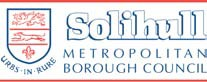 Solihull
METROPOLITAN
BOROUGH COUNCIL
URBS·IN·RURE